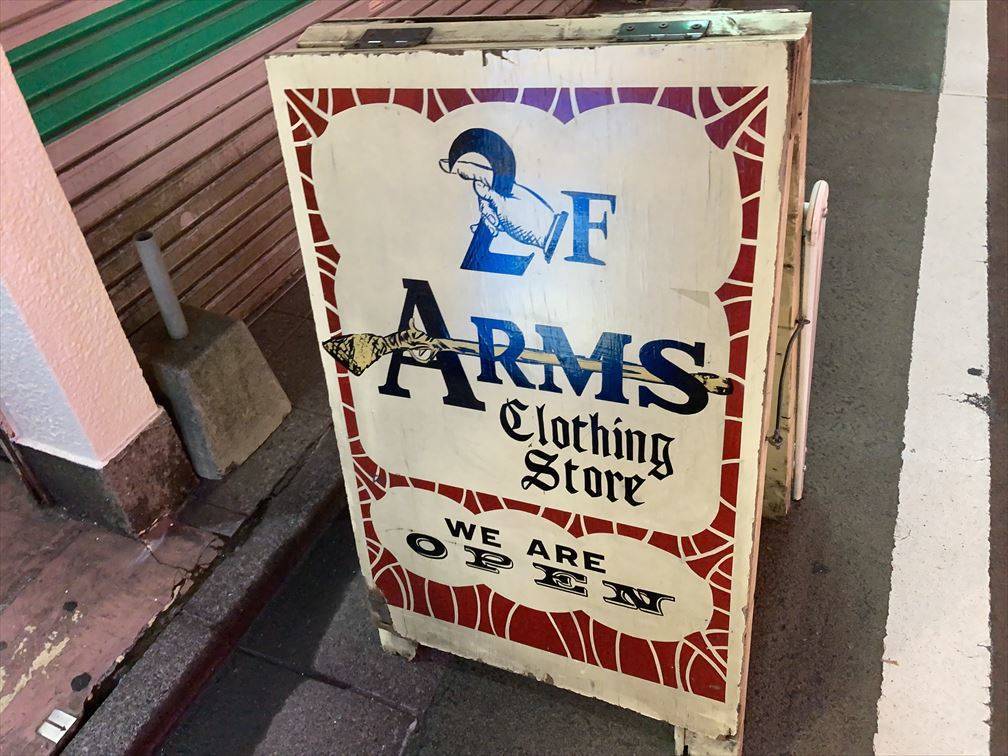 2F
ARMS
Clothing
Store
WE ARE
OPEN